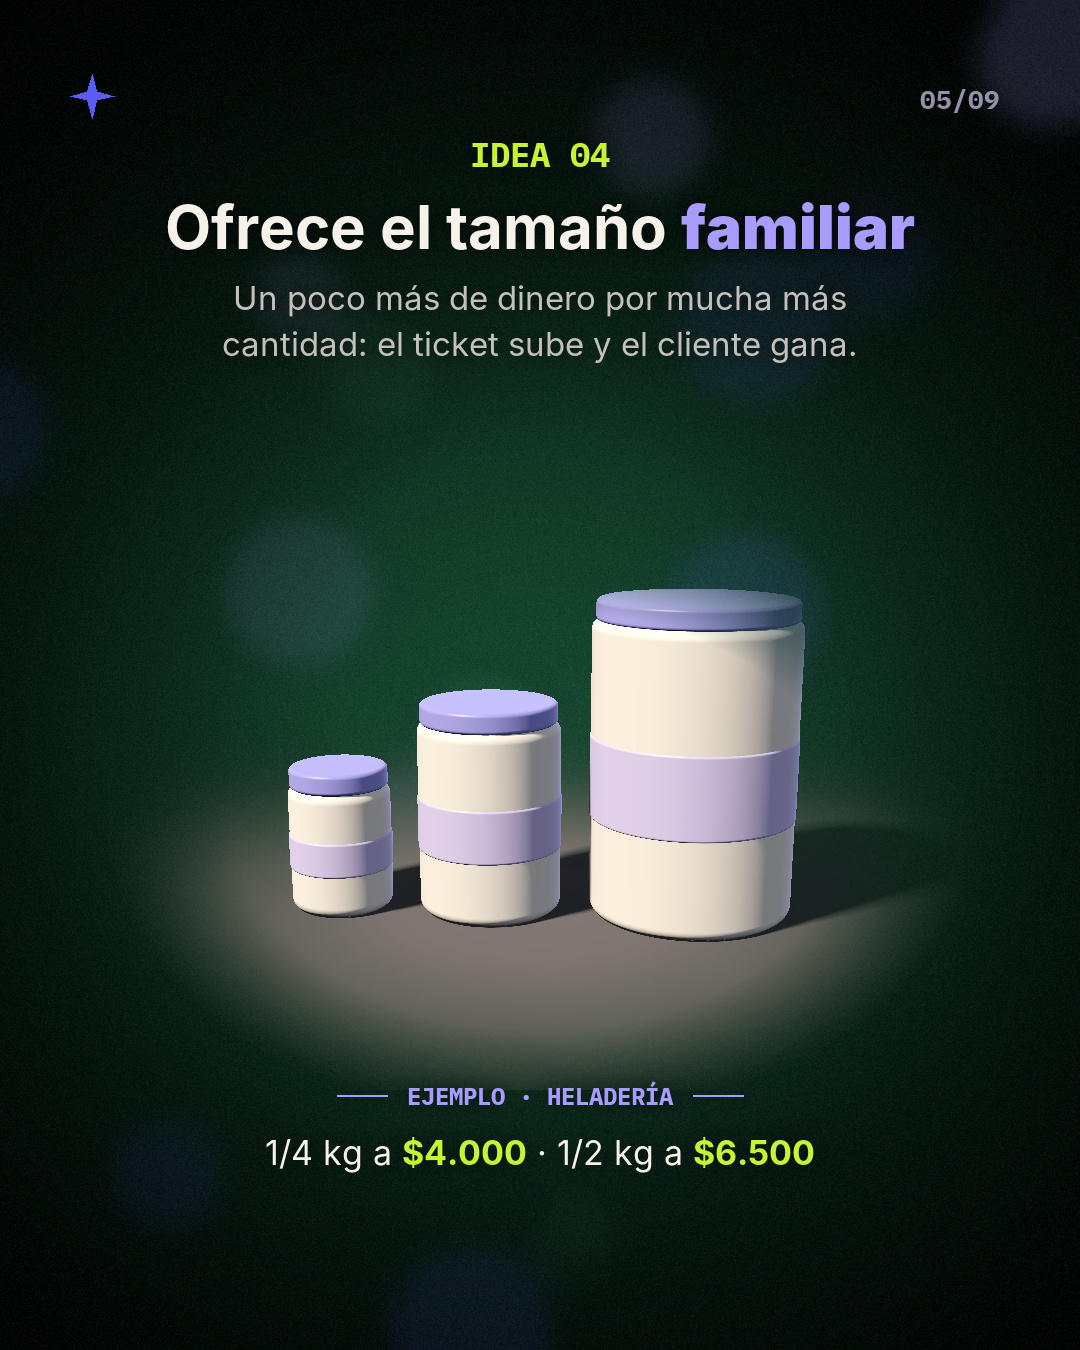 05/09
IDEA 04
Ofrece el tamaño familiar
Un poco más de dinero por mucha más
cantidad: el ticket sube y el cliente gana.
EJEMPLO · HELADERÍA
1/4 kg a $4.000 · 1/2 kg a $6.500